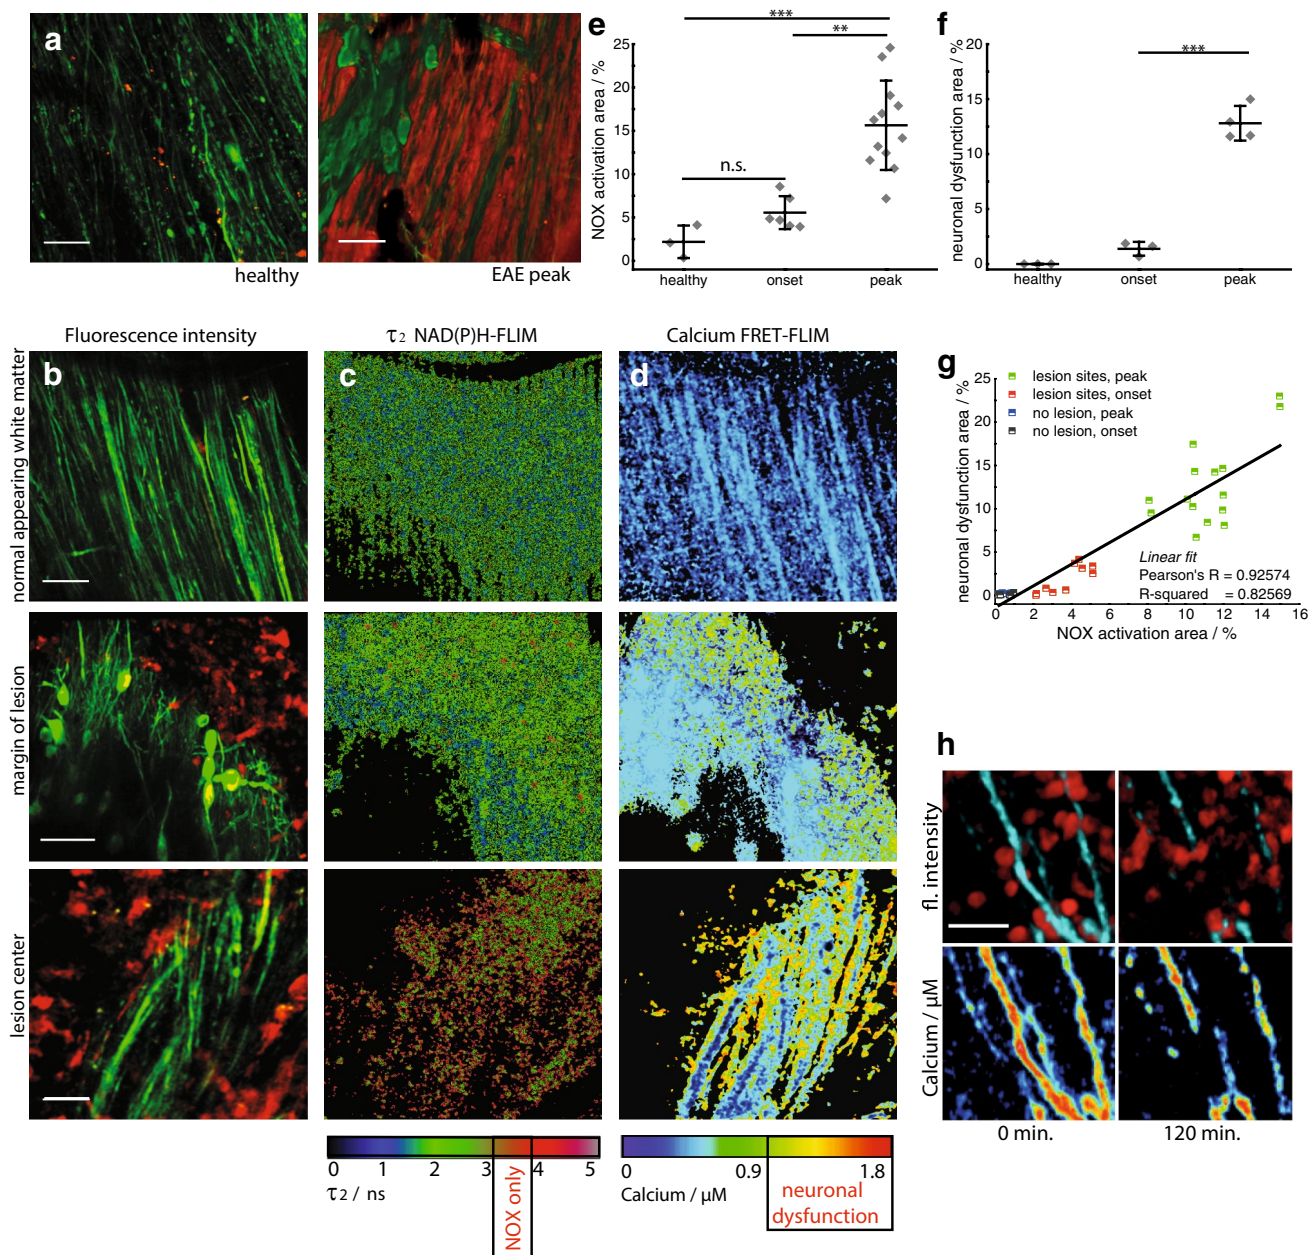 a
healthy
EAE peak
e
***
**
n.s.
NOX activation area / %
25
20
15
10
5
0
healthy
onset
peak
f
***
neuronal dysfunction area / %
20
15
10
5
0
healthy
onset
peak
Fluorescence intensity
τ2 NAD(P)H-FLIM
Calcium FRET-FLIM
b
c
d
normal appearing white matter
margin of lesion
lesion center
0 1 2 3 4 5
τ2 / ns
NOX only
0 0.9 1.8
Calcium / µM
neuronal
dysfunction
g
neuronal dysfunction area / %
25
20
15
10
5
0
lesion sites, peak
lesion sites, onset
no lesion, peak
no lesion, onset
Linear fit
Pearson's R = 0.92574
R-squared = 0.82569
0 2 4 6 8 10 12 14 16
NOX activation area / %
h
fl. intensity
Calcium / µM
0 min.
120 min.